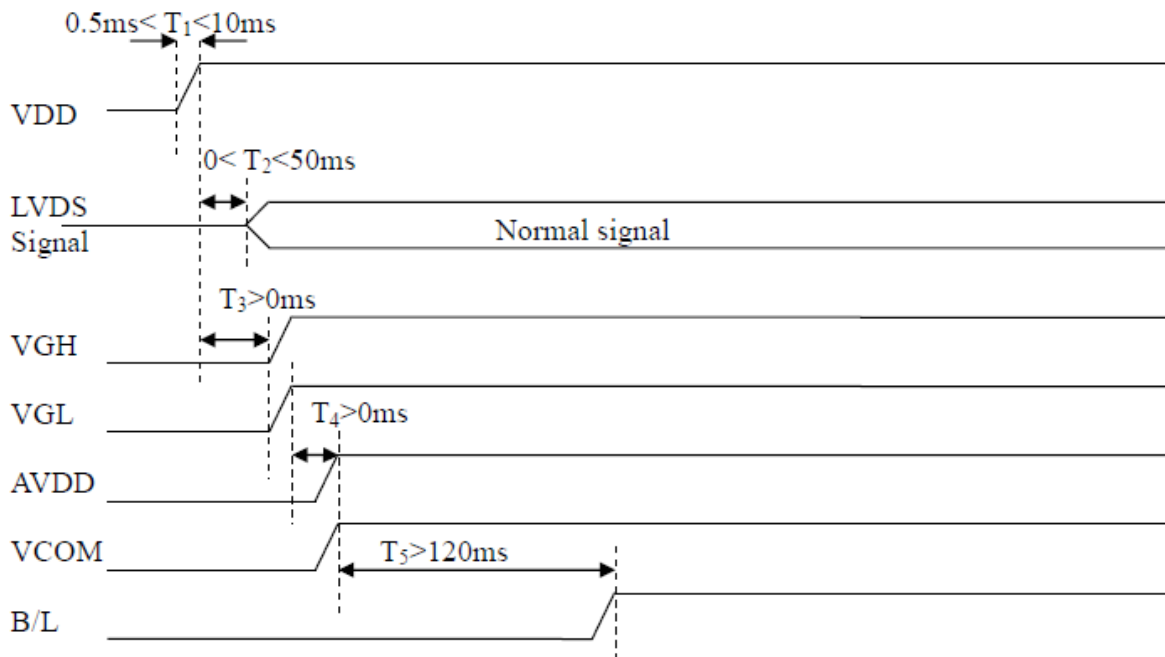 0.5ms< T₁<10ms
VDD
0< T₂<50ms
LVDS
Signal
Normal signal
T₃>0ms
VGH
VGL
T₄>0ms
AVDD
VCOM
T₅>120ms
B/L